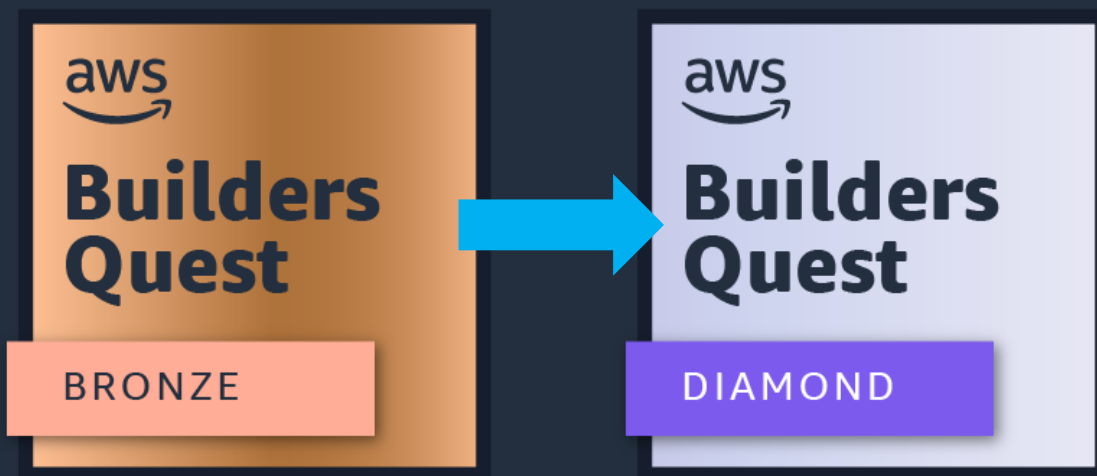 aws
Builders
Quest
BRONZE
aws
Builders
Quest
DIAMOND